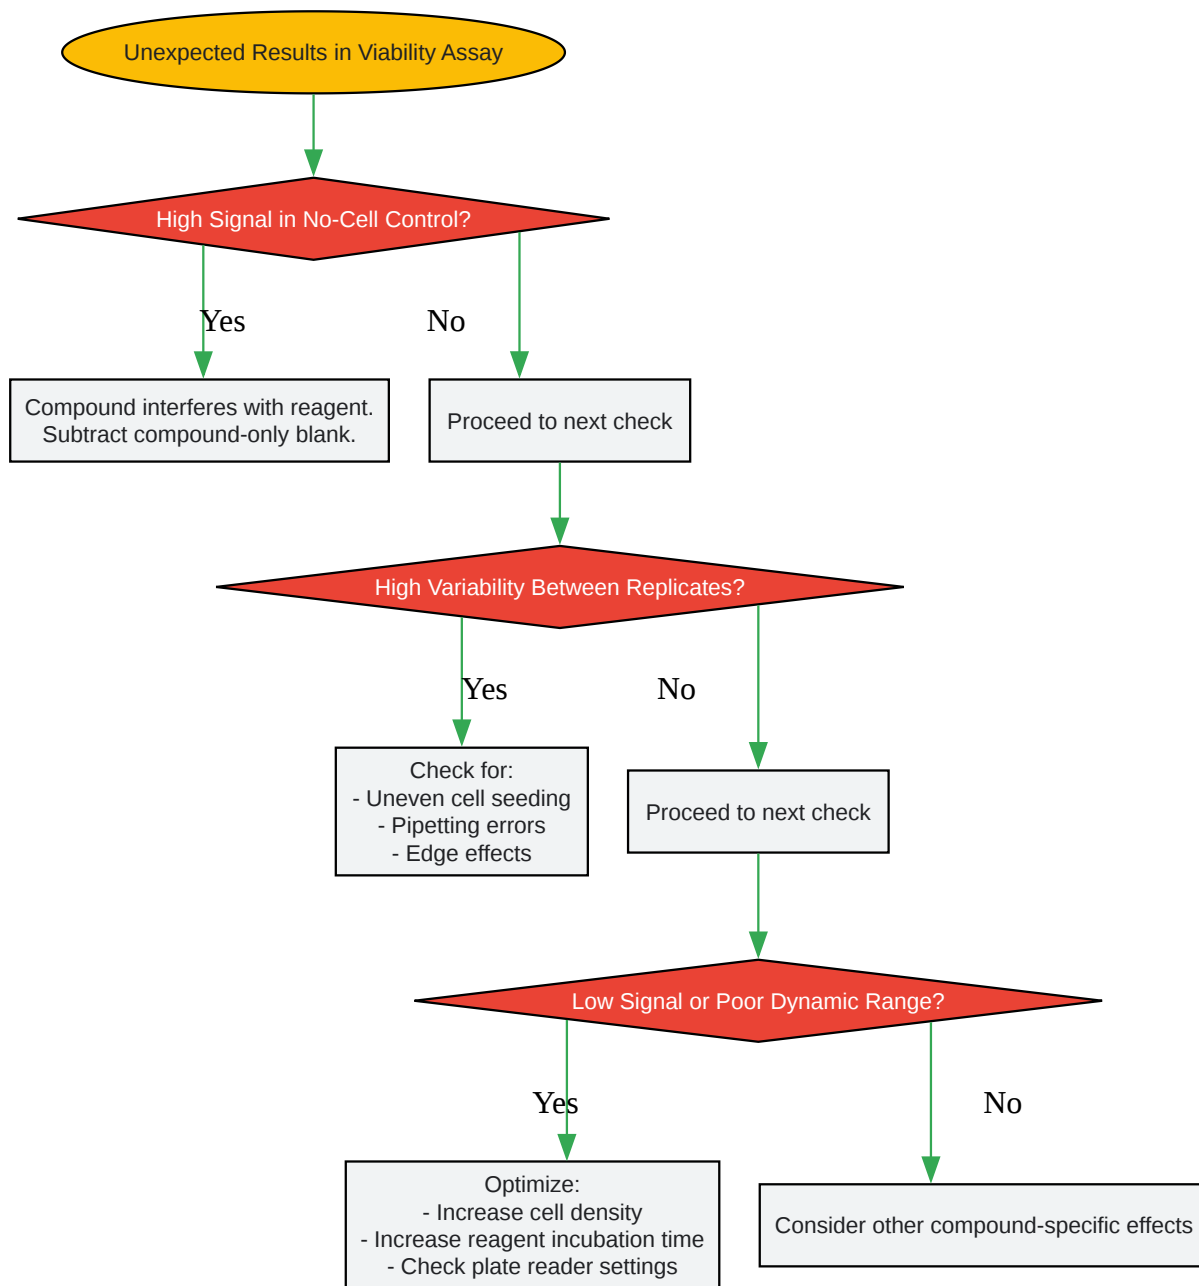 Unexpected Results in Viability Assay
High Signal in No-Cell Control?
Yes
No
Compound interferes with reagent.
Subtract compound-only blank.
Proceed to next check
High Variability Between Replicates?
Yes
No
Check for:
- Uneven cell seeding
- Pipetting errors
- Edge effects
Proceed to next check
Low Signal or Poor Dynamic Range?
Yes
No
Optimize:
- Increase cell density
- Increase reagent incubation time
- Check plate reader settings
Consider other compound-specific effects